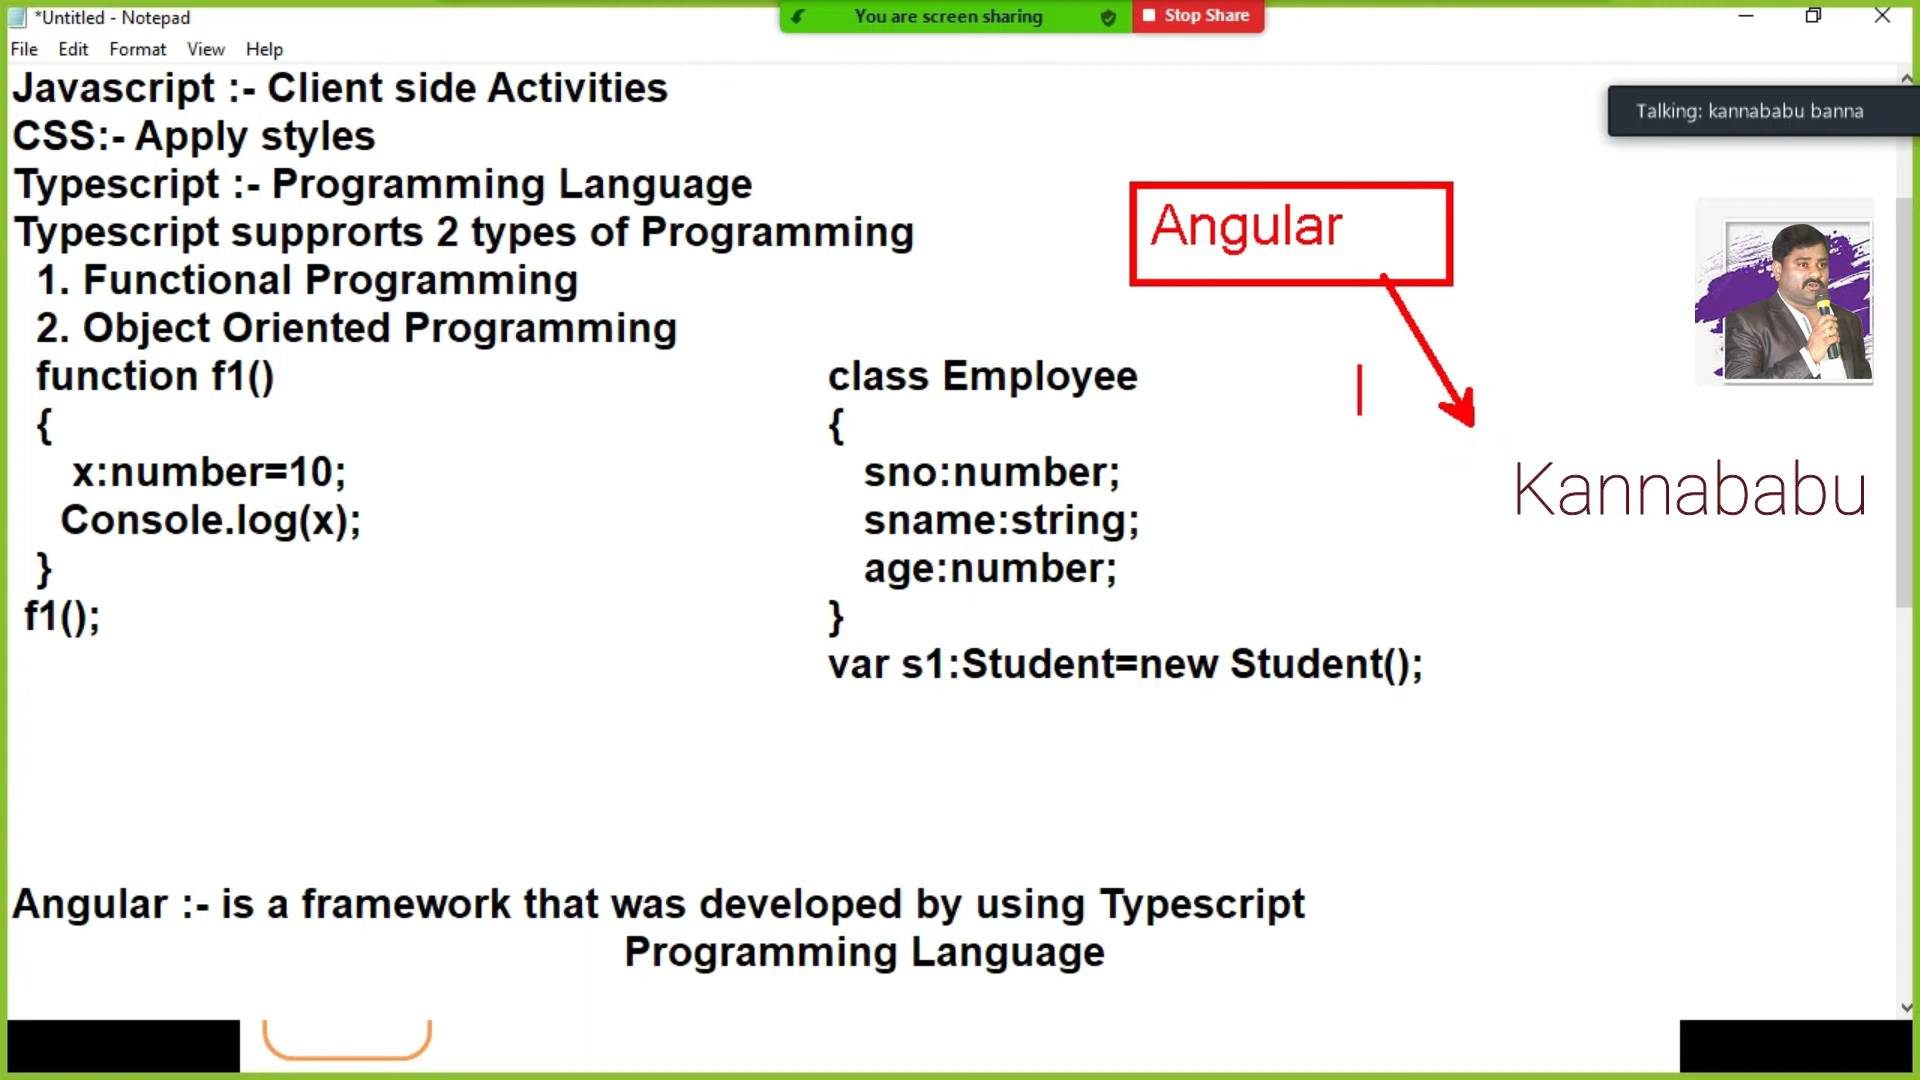 *Untitled - Notepad
You are screen sharing
Stop Share
File Edit Format View Help
Javascript :- Client side Activities
Talking: kannababu banna
CSS:- Apply styles
Typescript :- Programming Language
Typescript supprorts 2 types of Programming
Angular
1. Functional Programming
2. Object Oriented Programming
function f1()
{
x:number=10;
Console.log(x);
}
f1();
class Employee
{
sno:number;
sname:string;
age:number;
}
var s1:Student=new Student();
Kannababu
Angular :- is a framework that was developed by using Typescript
Programming Language